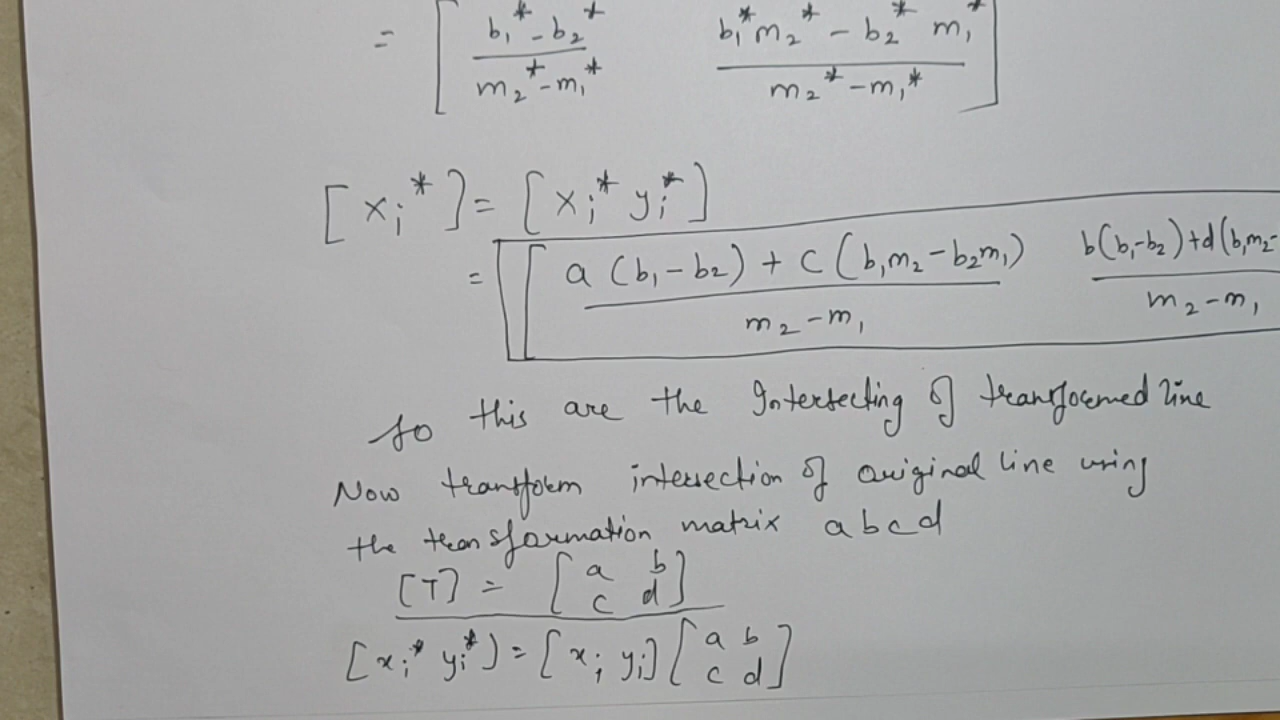 = [ (b₁* - b₂*) / (m₂* - m₁*)   (b₁* m₂* - b₂* m₁*) / (m₂* - m₁*) ]
[xᵢ*] = [xᵢ* yᵢ*]
= [ (a (b₁ - b₂) + c (b₁m₂ - b₂m₁)) / (m₂ - m₁)   (b(b₁-b₂)+d(b₁m₂- / (m₂ - m₁)
so this are the Intersecting of transformed line
Now transform intersection of original line using
the transformation matrix a b c d
[T] = [a b; c d]
[xᵢ* yᵢ*] = [xᵢ yᵢ] [a b; c d]